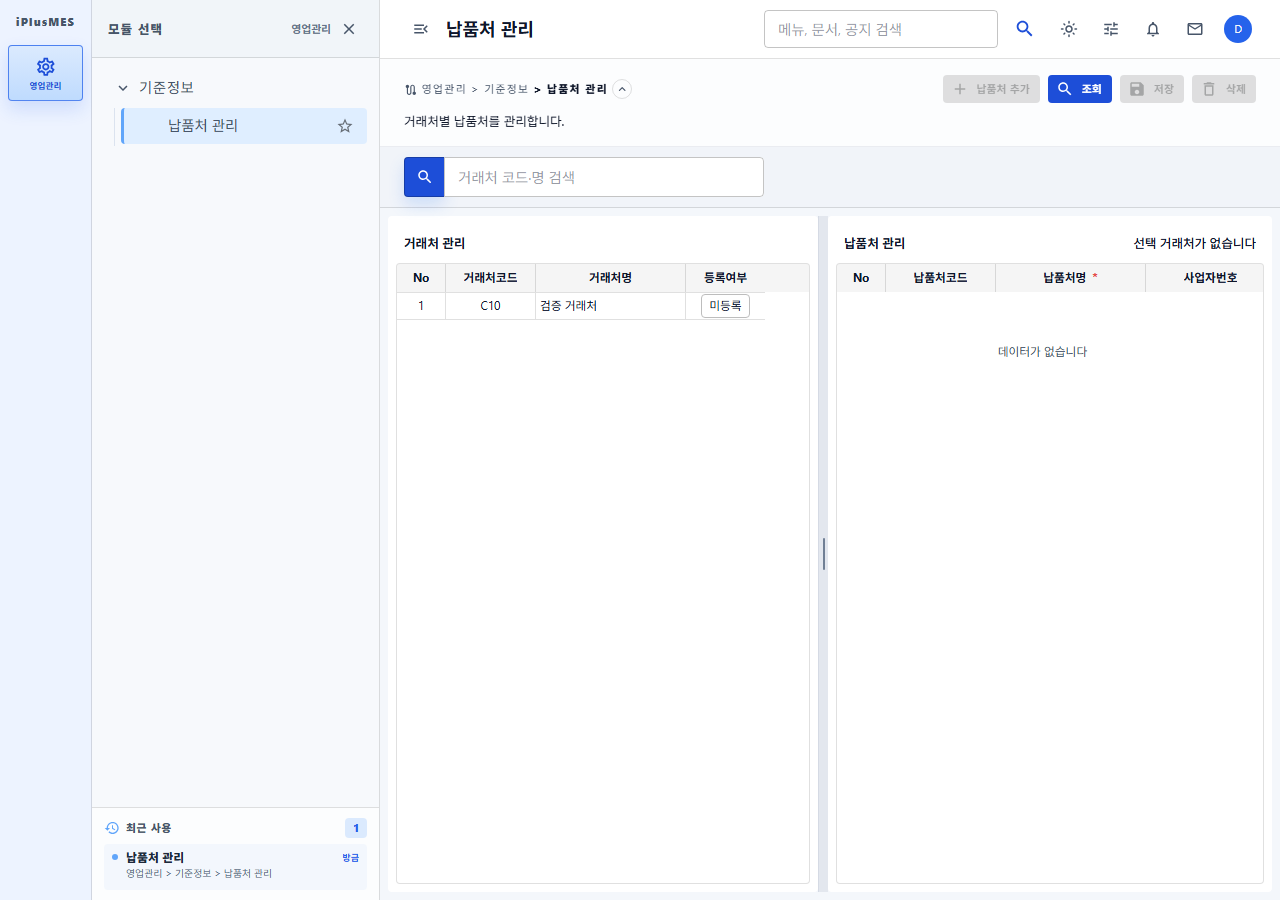 iPlusMES
영업관리
모듈 선택
영업관리
기준정보
납품처 관리
최근 사용
1
납품처 관리
방금
영업관리 > 기준정보 > 납품처 관리
납품처 관리
메뉴, 문서, 공지 검색
D
영업관리 > 기준정보 > 납품처 관리
납품처 추가
조회
저장
삭제
거래처별 납품처를 관리합니다.
거래처 코드·명 검색
거래처 관리
No 거래처코드 거래처명 등록여부
1 C10 검증 거래처 미등록
납품처 관리
선택 거래처가 없습니다
No 납품처코드 납품처명 * 사업자번호
데이터가 없습니다